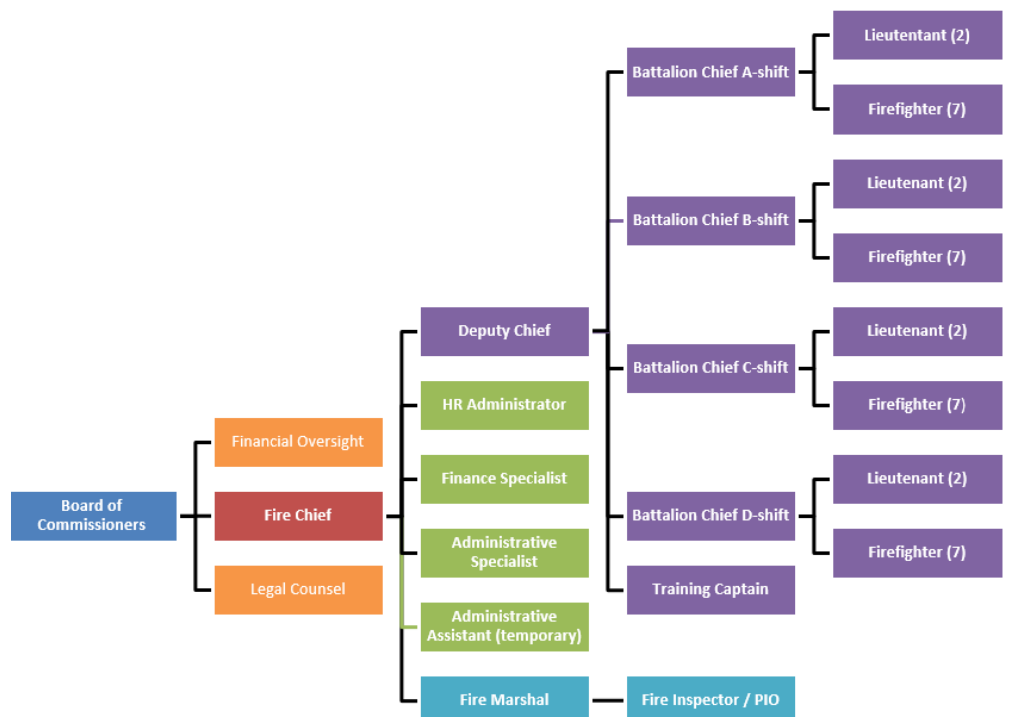 Board of
Commissioners
Financial Oversight
Fire Chief
Legal Counsel
Deputy Chief
HR Administrator
Finance Specialist
Administrative
Specialist
Administrative
Assistant (temporary)
Fire Marshal
Battalion Chief A-shift
Lieutentant (2)
Firefighter (7)
Battalion Chief B-shift
Lieutenant (2)
Firefighter (7)
Battalion Chief C-shift
Lieutenant (2)
Firefighter (7)
Battalion Chief D-shift
Lieutenant (2)
Firefighter (7)
Training Captain
Fire Inspector / PIO